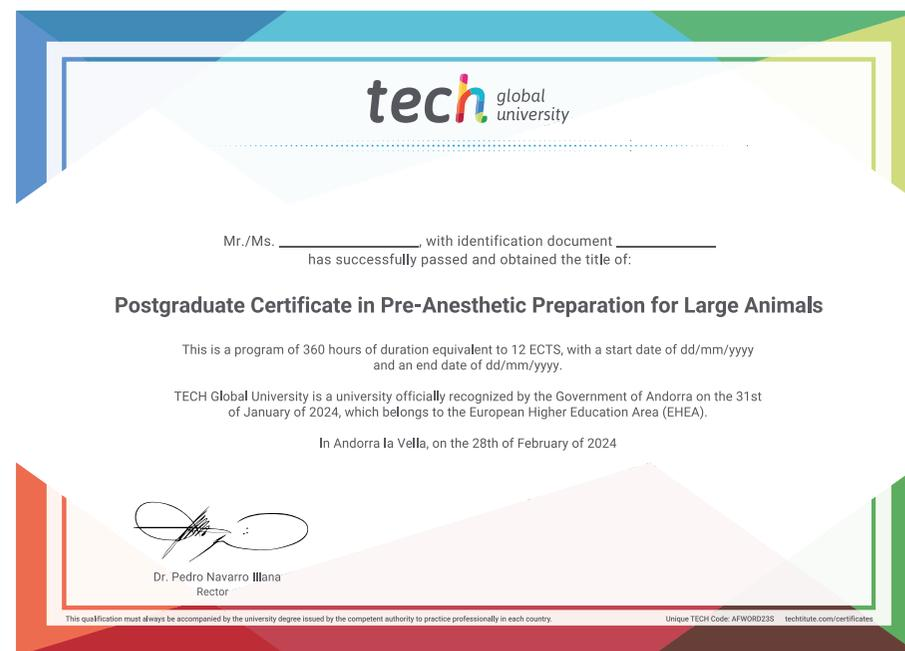 tech global university
Mr./Ms. ____________, with identification document ________
has successfully passed and obtained the title of:
Postgraduate Certificate in Pre-Anesthetic Preparation for Large Animals
This is a program of 360 hours of duration equivalent to 12 ECTS, with a start date of dd/mm/yyyy
and an end date of dd/mm/yyyy.
TECH Global University is a university officially recognized by the Government of Andorra on the 31st
of January of 2024, which belongs to the European Higher Education Area (EHEA).
In Andorra la Vella, on the 28th of February of 2024
Dr. Pedro Navarro Illana
Rector
This qualification must always be accompanied by the university degree issued by the competent authority to practice professionally in each country.
Unique TECH Code: AFWORD23S techtitute.com/certificates